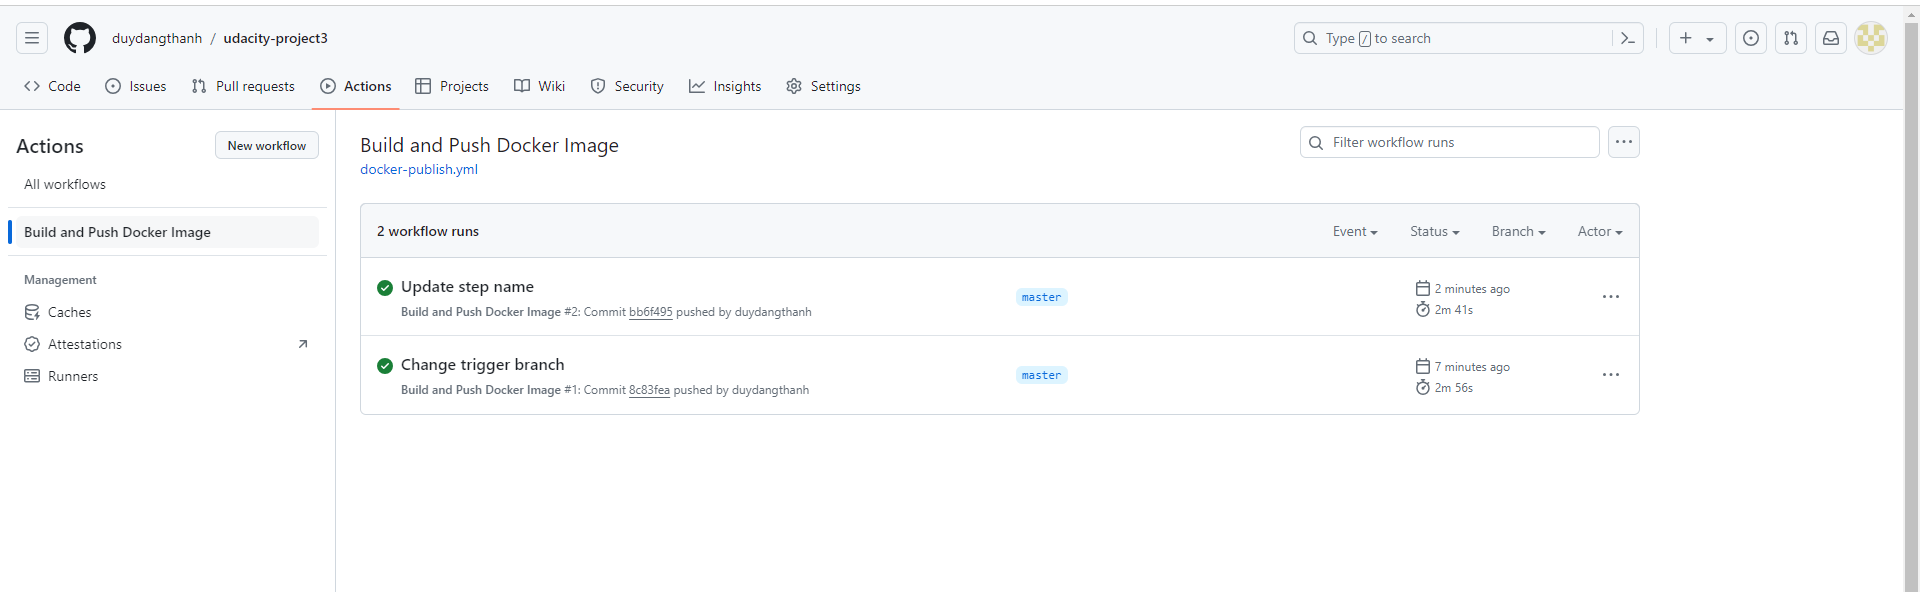 duydangthanh / udacity-project3
Type / to search
Code Issues Pull requests Actions Projects Wiki Security Insights Settings
Actions
New workflow
All workflows
Build and Push Docker Image
Management
Caches
Attestations
Runners
Build and Push Docker Image
docker-publish.yml
Filter workflow runs
2 workflow runs
Event Status Branch Actor
Update step name
Build and Push Docker Image #2: Commit bb6f495 pushed by duydangthanh
master
2 minutes ago
2m 41s
Change trigger branch
Build and Push Docker Image #1: Commit 8c83fea pushed by duydangthanh
master
7 minutes ago
2m 56s